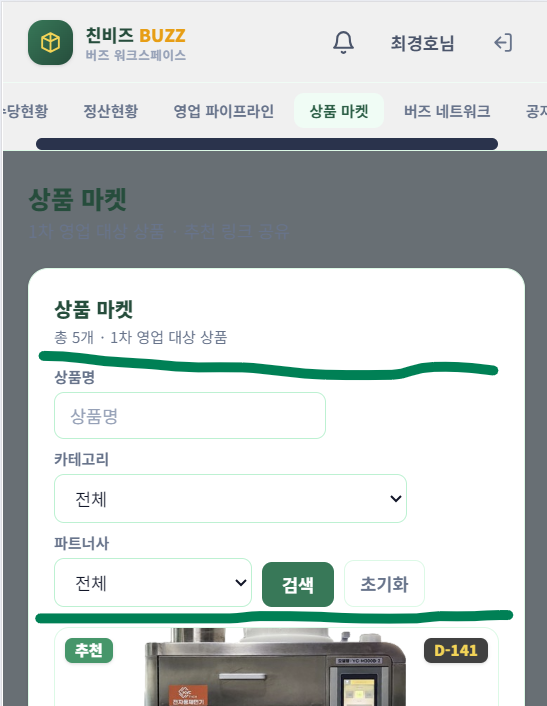 친비즈 BUZZ
버즈 워크스페이스
최경호님
수당현황 정산현황 영업 파이프라인 상품 마켓 버즈 네트워크 공지
상품 마켓
1차 영업 대상 상품 · 추천 링크 공유
상품 마켓
총 5개 · 1차 영업 대상 상품
상품명
상품명
카테고리
전체
파트너사
전체 검색 초기화
추천 D-141